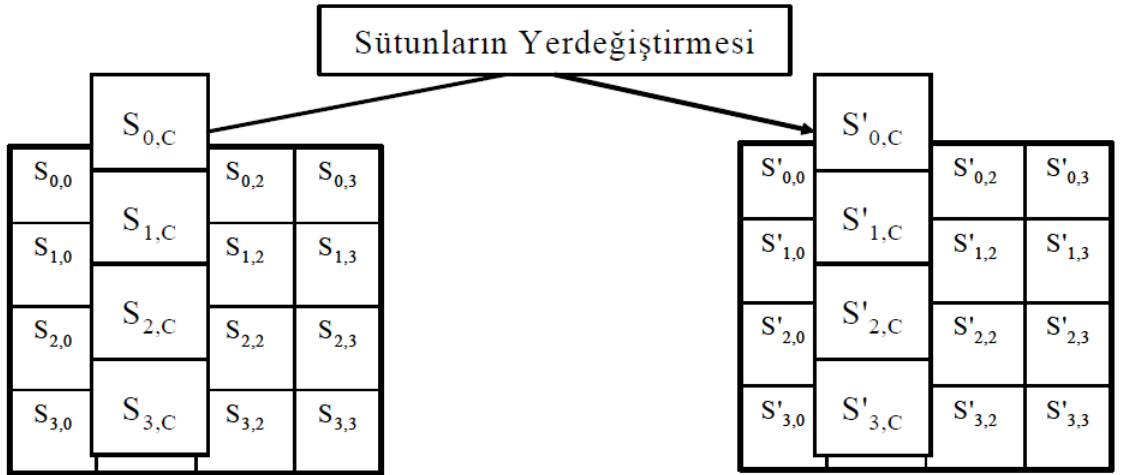 Sütunların Yerdeğiştirmesi
S0,C
S0,0 S0,2 S0,3
S1,C
S1,0 S1,2 S1,3
S2,C
S2,0 S2,2 S2,3
S3,C
S3,0 S3,2 S3,3
S'0,C
S'0,0 S'0,2 S'0,3
S'1,C
S'1,0 S'1,2 S'1,3
S'2,C
S'2,0 S'2,2 S'2,3
S'3,C
S'3,0 S'3,2 S'3,3